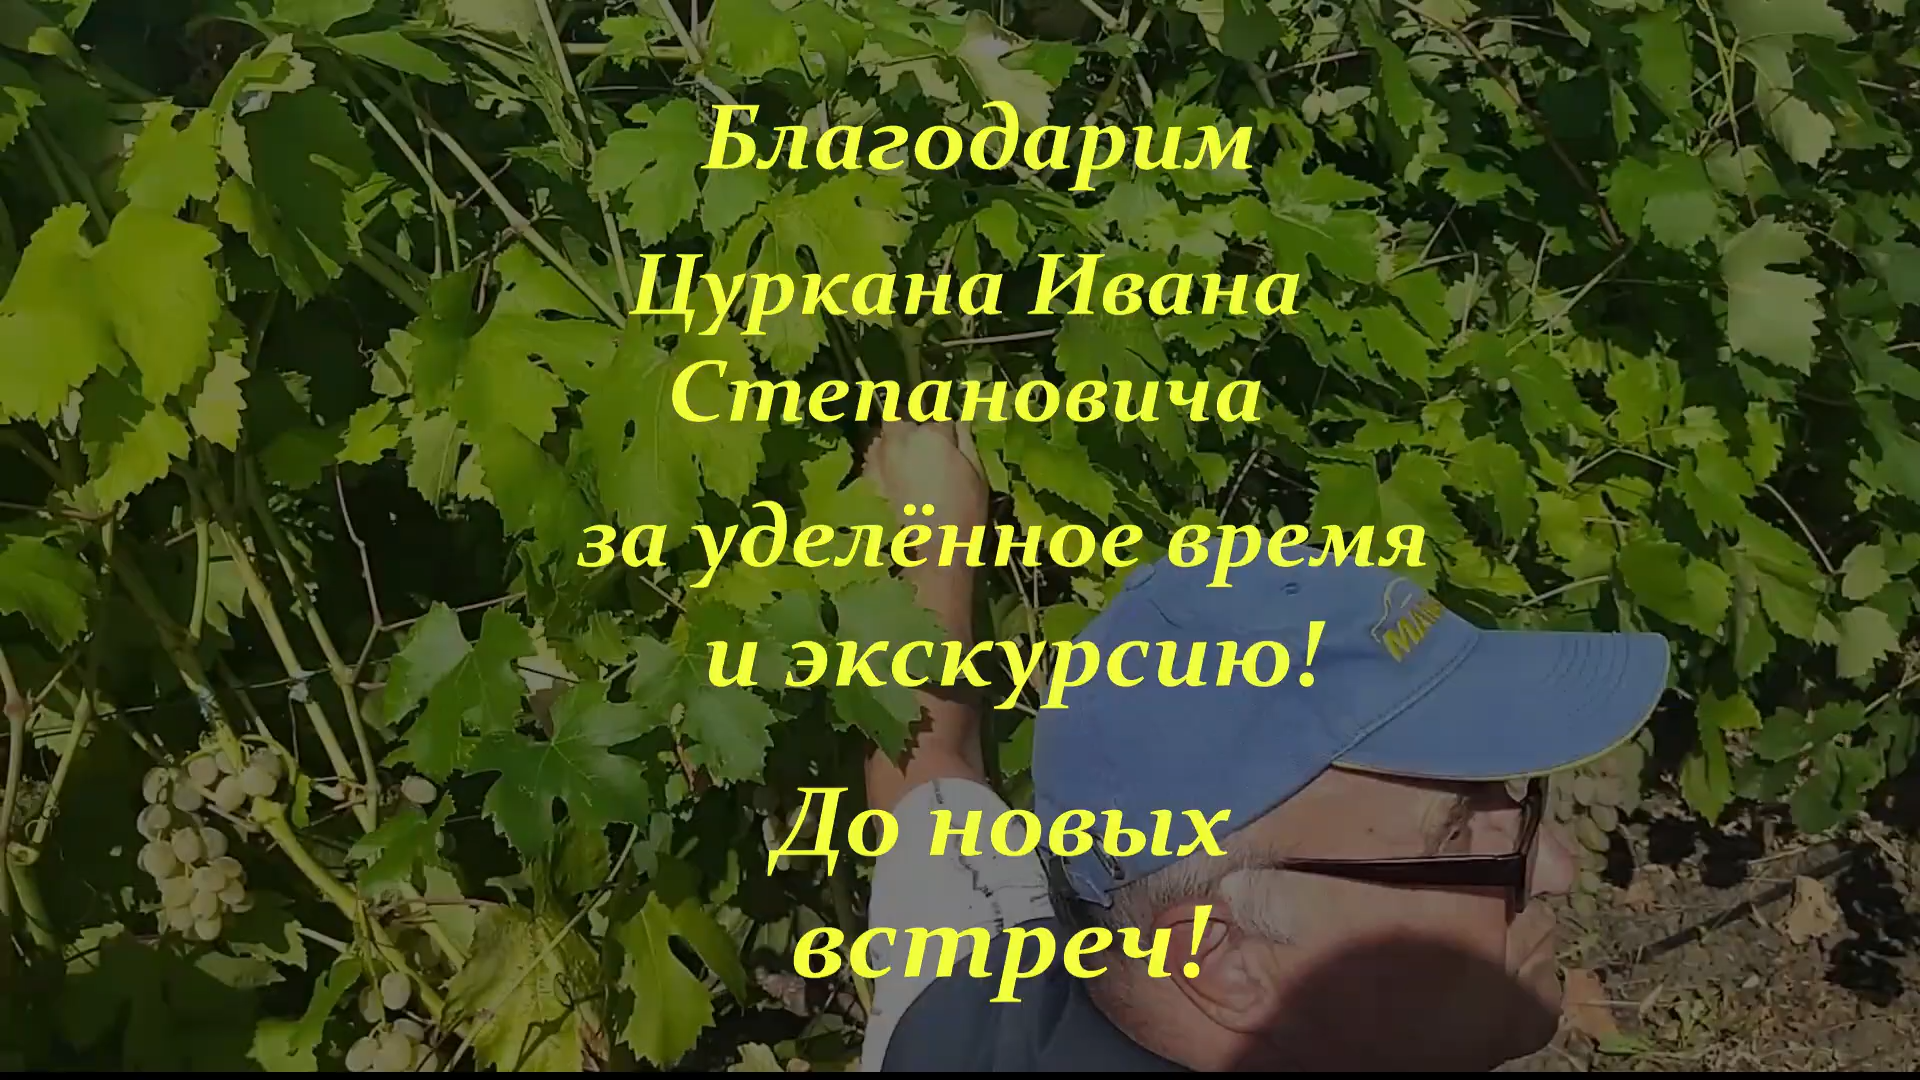 Благодарим
Цуркана Ивана
Степановича
за уделённое время
и экскурсию!
До новых
встреч!